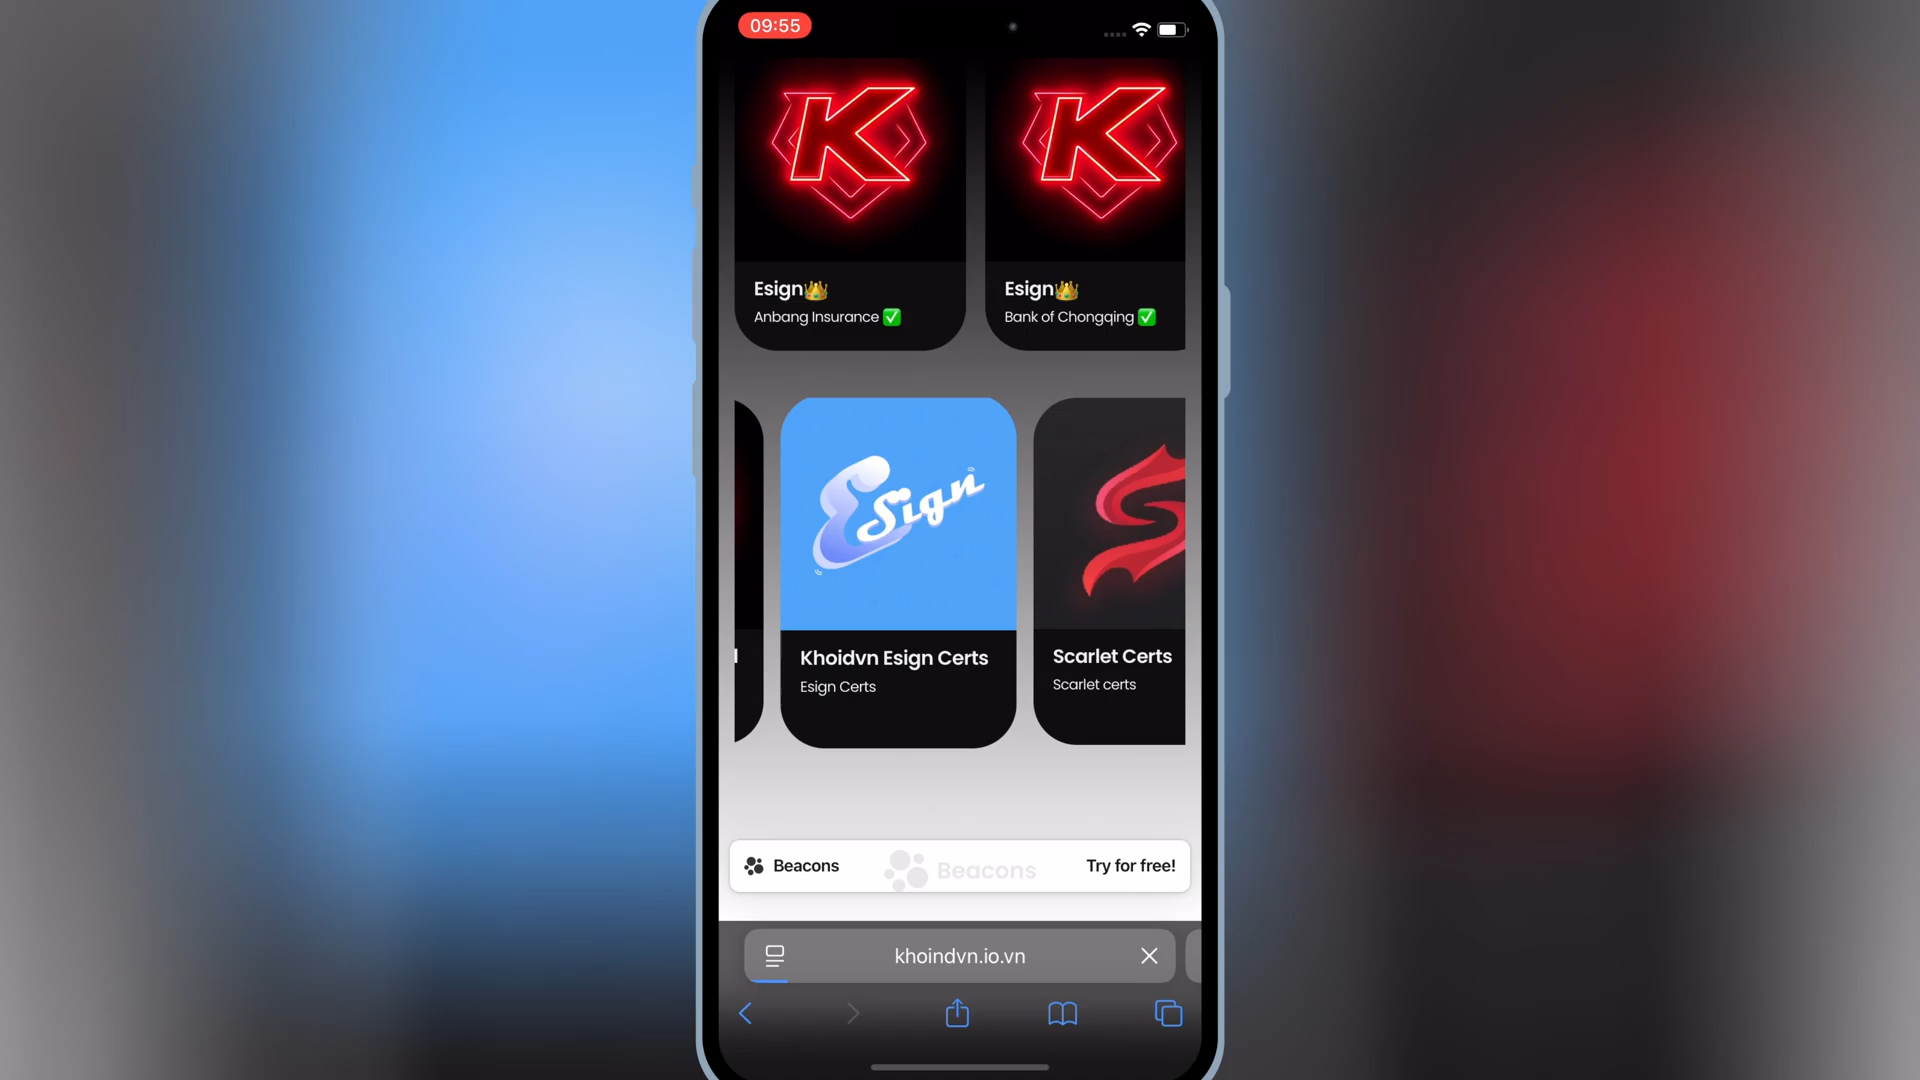 09:55
K
K
Esign👑
Anbang Insurance ✅
Esign👑
Bank of Chongqing ✅
Esign
S
Khoidvn Esign Certs
Esign Certs
Scarlet Certs
Scarlet certs
Beacons
Beacons
Try for free!
khoindvn.io.vn